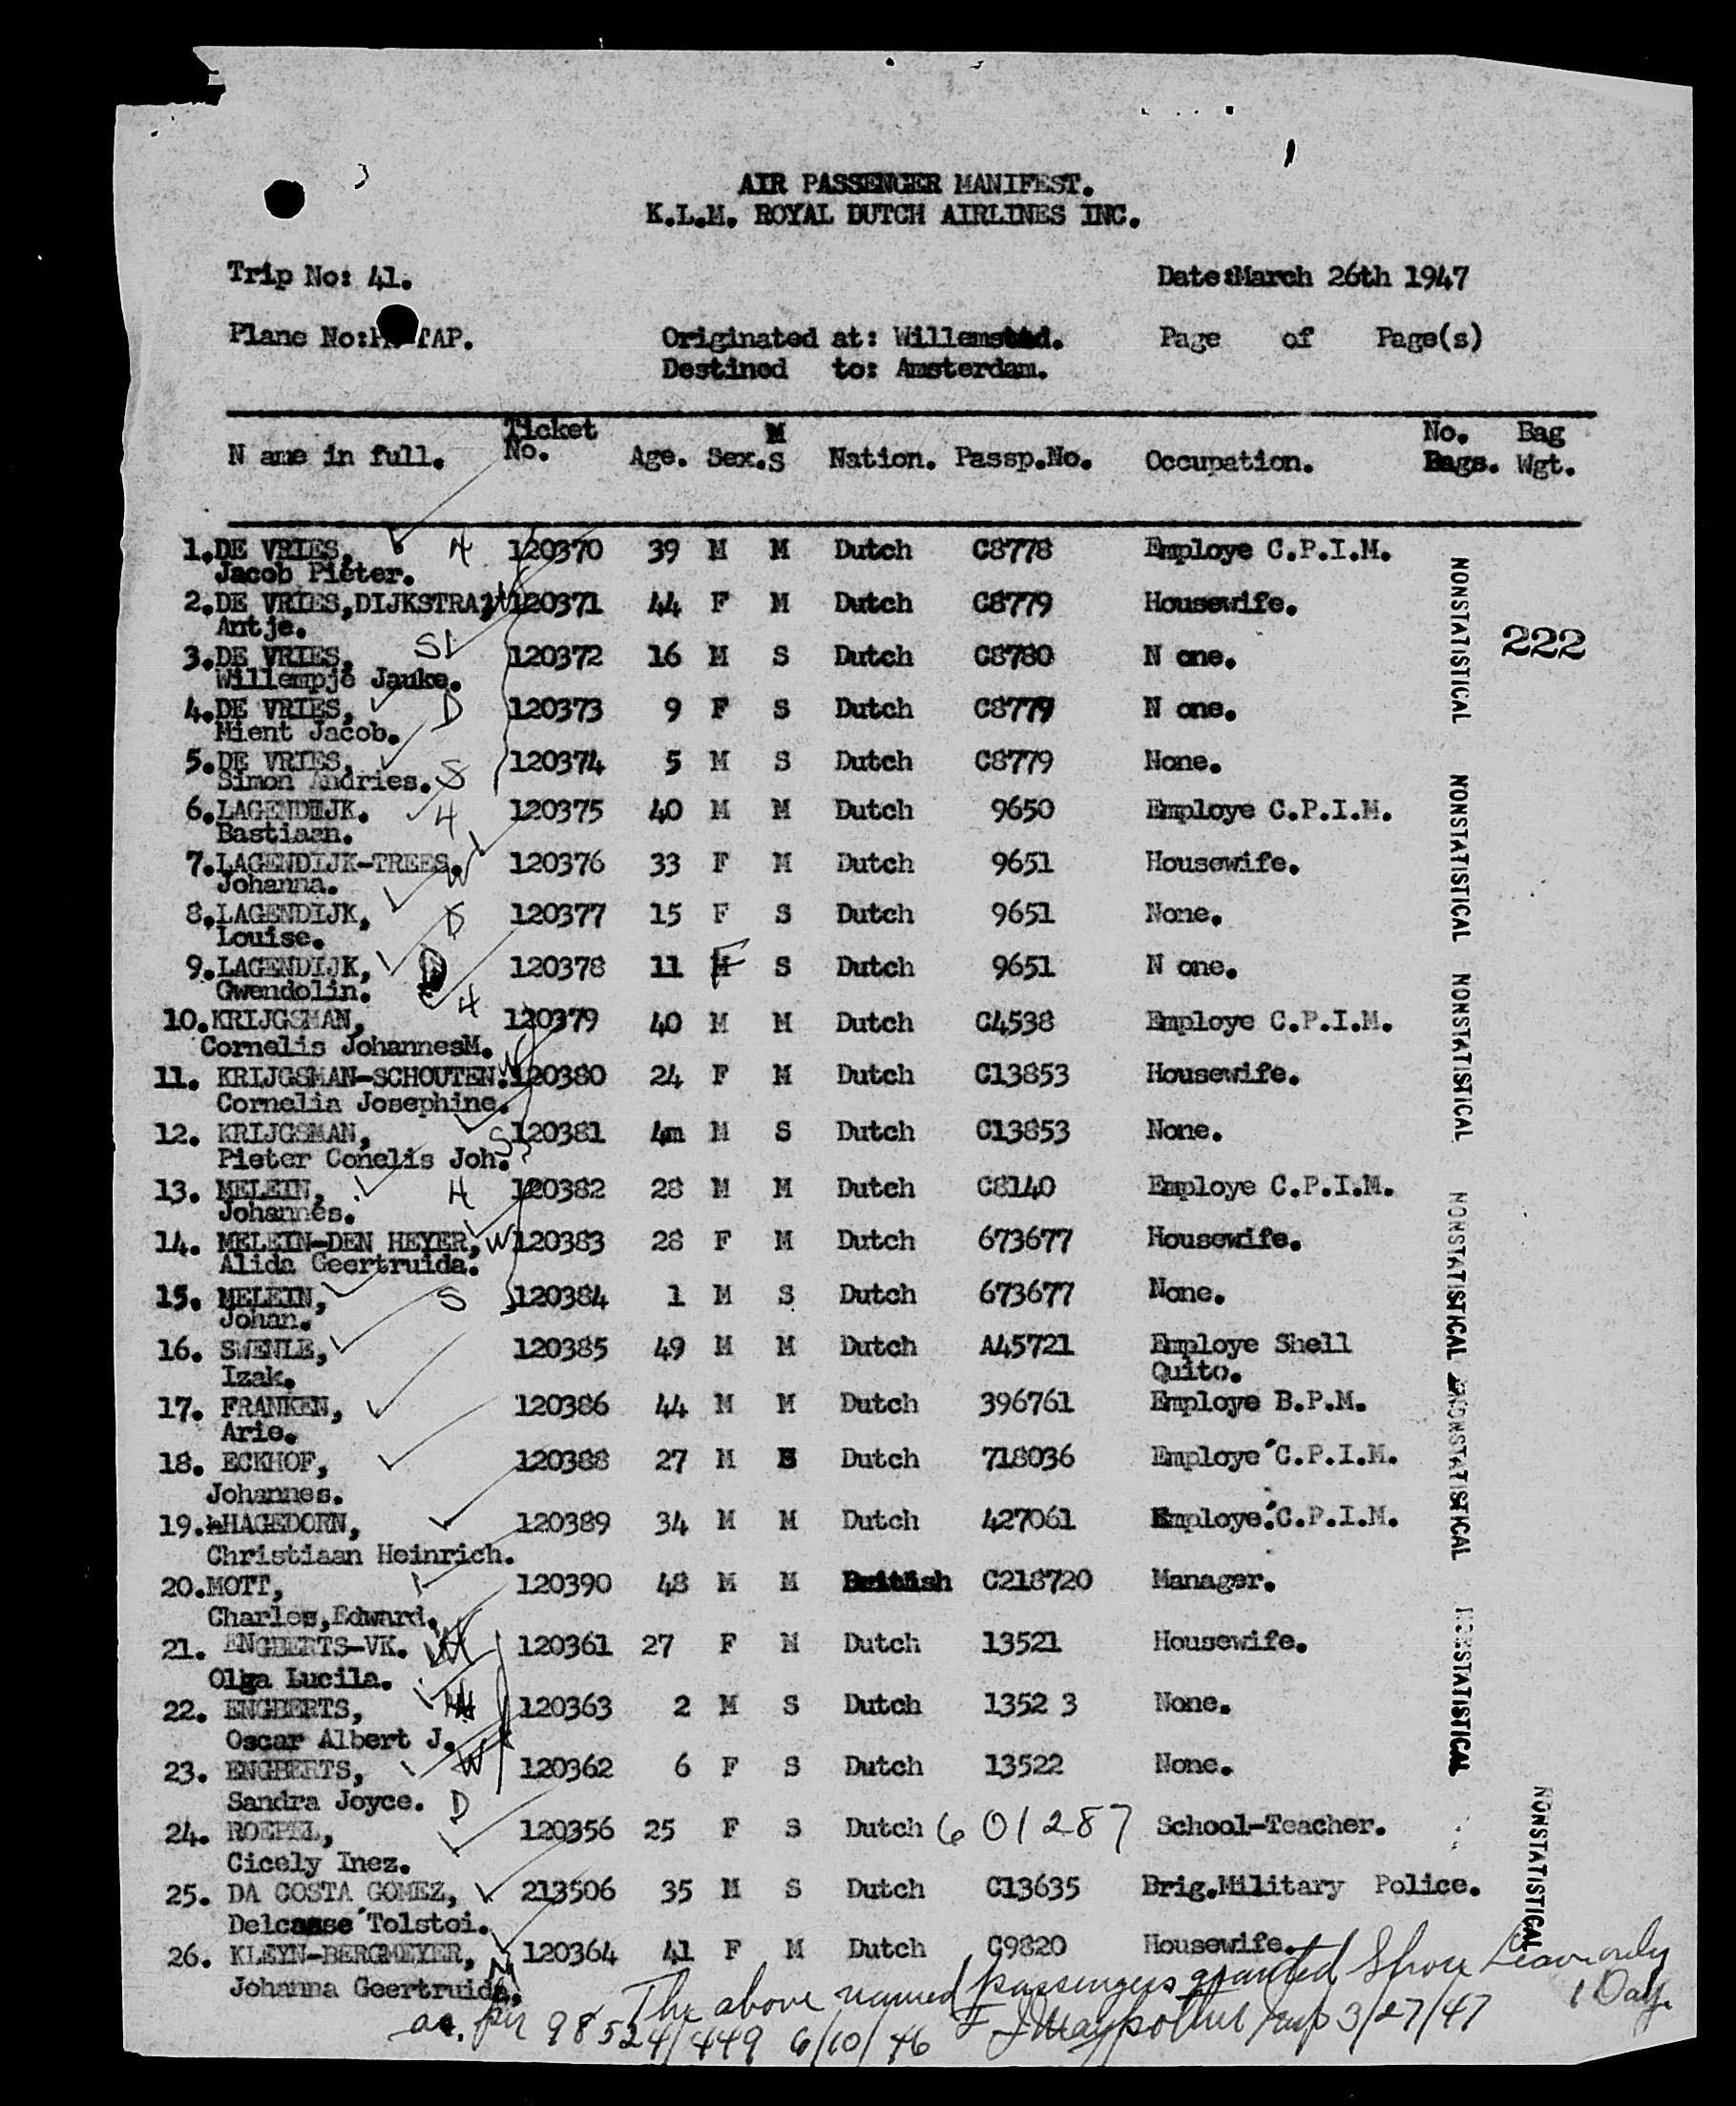 AIR PASSENGER MANIFEST.
K.L.M. ROYAL DUTCH AIRLINES INC.
Trip No: 41. Date:March 26th 1947
Plane No: TAP. Originated at: Willemstad. Page of Page(s)
Destined to: Amsterdam.
N ame in full. Ticket No. Age. Sex. M S Nation. Passp.No. Occupation. No. Bags. Bag Wgt.
1.DE VRIES, H 120370 39 M M Dutch C8778 Employe C.P.I.M.
Jacob Pieter.
2.DE VRIES,DIJKSTRA, W 120371 44 F M Dutch C8779 Housewife.
Antje.
3.DE VRIES, S 120372 16 M S Dutch C8780 N one.
Willempje Jauke.
4.DE VRIES, D 120373 9 F S Dutch C8779 N one.
Mient Jacob.
5.DE VRIES, 120374 5 M S Dutch C8779 None.
Simon Andries. S
6.LAGENDIJK. H 120375 40 M M Dutch 9650 Employe C.P.I.M.
Bastiaan.
7.LAGENDIJK-TREES. W 120376 33 F M Dutch 9651 Housewife.
Johanna.
8.LAGENDIJK, D 120377 15 F S Dutch 9651 None.
Louise.
9.LAGENDIJK, D 120378 11 F S Dutch 9651 N one.
Gwendolin.
10.KRIJGSMAN, H 120379 40 M M Dutch C4538 Employe C.P.I.M.
Cornelis JohannesM.
11. KRIJGSMAN-SCHOUTEN. W 120380 24 F M Dutch C13853 Housewife.
Cornelia Josephine.
12. KRIJGSMAN, S 120381 4m M S Dutch C13853 None.
Pieter Conelis Joh.
13. MELEIN, H 120382 28 M M Dutch C8140 Employe C.P.I.M.
Johannes.
14. MELEIN-DEN HEYER, W 120383 28 F M Dutch 673677 Housewife.
Alida Geertruida.
15. MELEIN, S 120384 1 M S Dutch 673677 None.
Johan.
16. SWENLE, 120385 49 M M Dutch A45721 Employe Shell
Izak. Quito.
17. FRANKEN, 120386 44 M M Dutch 396761 Employe B.P.M.
Arie.
18. ECKHOF, 120388 27 M S Dutch 718036 Employe C.P.I.M.
Johannes.
19. HAGEDORN, 120389 34 M M Dutch 427061 Employe.C.P.I.M.
Christiaan Heinrich.
20.MOTT, 120390 48 M M British C218720 Manager.
Charles,Edward.
21. ENGBERTS-VK. 120361 27 F M Dutch 13521 Housewife.
Olga Lucila.
22. ENGBERTS, 120363 2 M S Dutch 1352 3 None.
Oscar Albert J.
23. ENGBERTS, W 120362 6 F S Dutch 13522 None.
Sandra Joyce. D
24. ROEPEL, 120356 25 F S Dutch 601287 School-Teacher.
Cicely Inez.
25. DA COSTA GOMEZ, 213506 35 M S Dutch C13635 Brig.Military Police.
Delcasse Tolstoi.
26. KLEYN-BERGMEYER, 120364 41 F M Dutch C9820 Housewife.
Johanna Geertruida.
The above named passengers granted Shore Leave only
1 Day.
as per 98524/449 6/10/46 3/27/47
222
NONSTATISTICAL
NONSTATISTICAL
NONSTATISTICAL
NONSTATISTICAL
NONSTATISTICAL
NONSTATISTICAL
NONSTATISTICAL